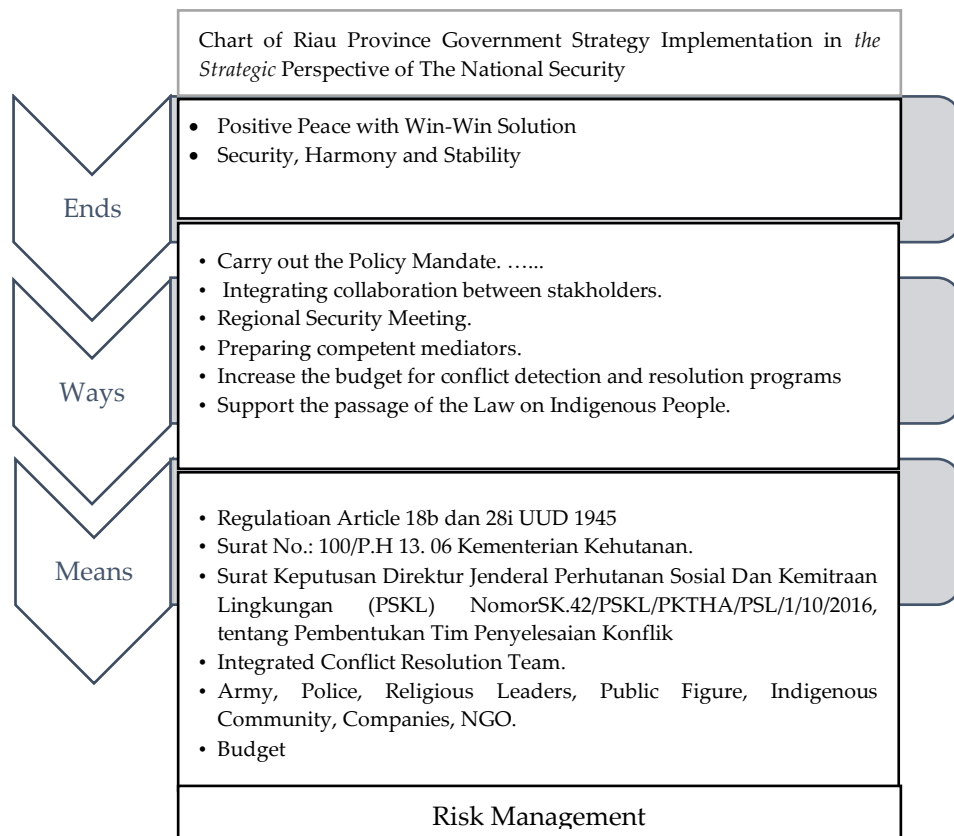 Chart of Riau Province Government Strategy Implementation in the
Strategic Perspective of The National Security
Ends
• Positive Peace with Win-Win Solution
• Security, Harmony and Stability
Ways
• Carry out the Policy Mandate. …...
• Integrating collaboration between stakholders.
• Regional Security Meeting.
• Preparing competent mediators.
• Increase the budget for conflict detection and resolution programs
• Support the passage of the Law on Indigenous People.
Means
• Regulatioan Article 18b dan 28i UUD 1945
• Surat No.: 100/P.H 13. 06 Kementerian Kehutanan.
• Surat Keputusan Direktur Jenderal Perhutanan Sosial Dan Kemitraan
Lingkungan (PSKL) NomorSK.42/PSKL/PKTHA/PSL/1/10/2016,
tentang Pembentukan Tim Penyelesaian Konflik
• Integrated Conflict Resolution Team.
• Army, Police, Religious Leaders, Public Figure, Indigenous
Community, Companies, NGO.
• Budget
Risk Management